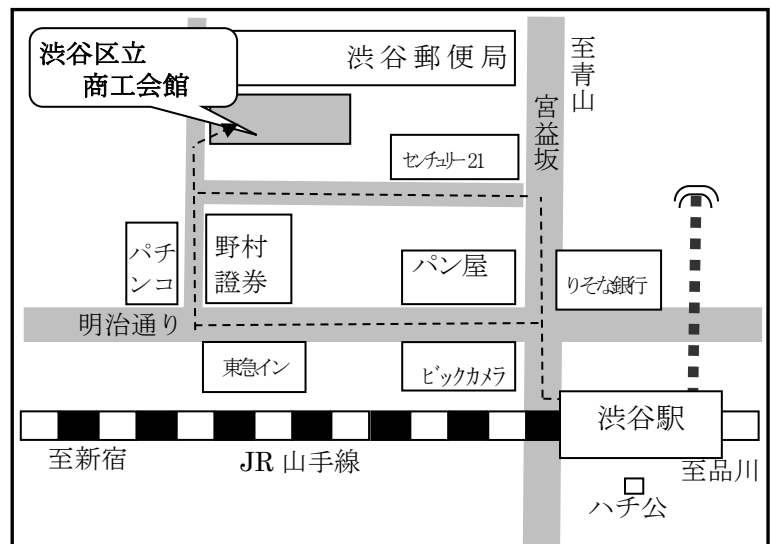 渋谷区立
商工会館
渋谷郵便局
至青山
宮益坂
センチュリー21
パチ
ンコ
野村
證券
パン屋
りそな銀行
明治通り
東急イン
ビックカメラ
渋谷駅
至新宿
JR 山手線
至品川
ハチ公